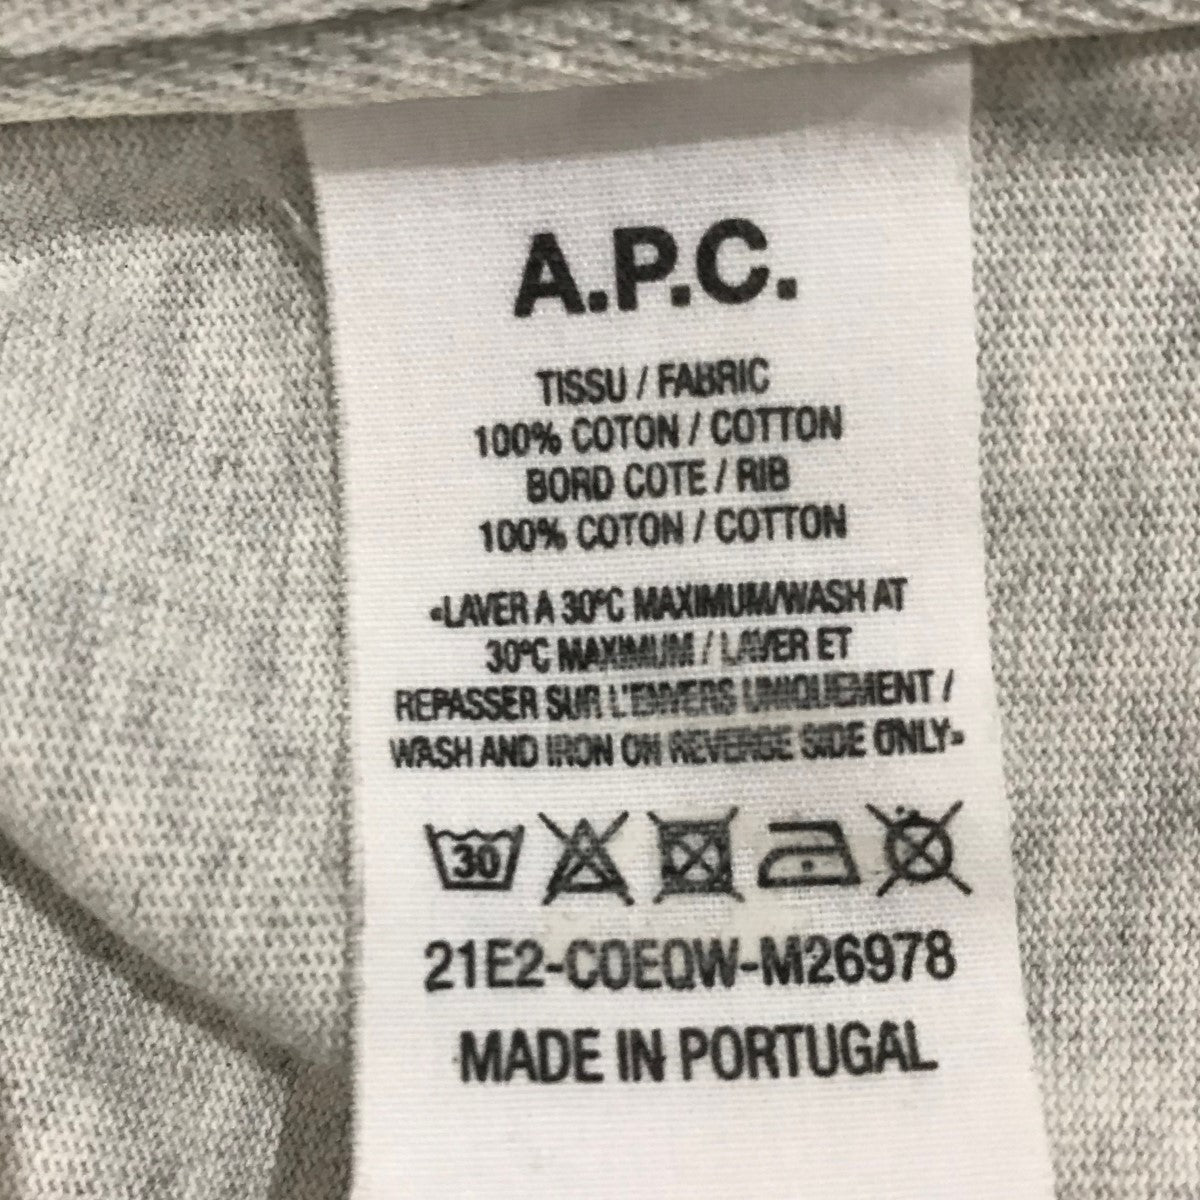 A.P.C.
TISSU / FABRIC
100% COTON / COTTON
BORD COTE / RIB
100% COTON / COTTON
«LAVER A 30°C MAXIMUM/WASH AT
30°C MAXIMUM / LAVER ET
REPASSER SUR L'ENVERS UNIQUEMENT /
WASH AND IRON ON REVERSE SIDE ONLY»
30
21E2-COEQW-M26978
MADE IN PORTUGAL